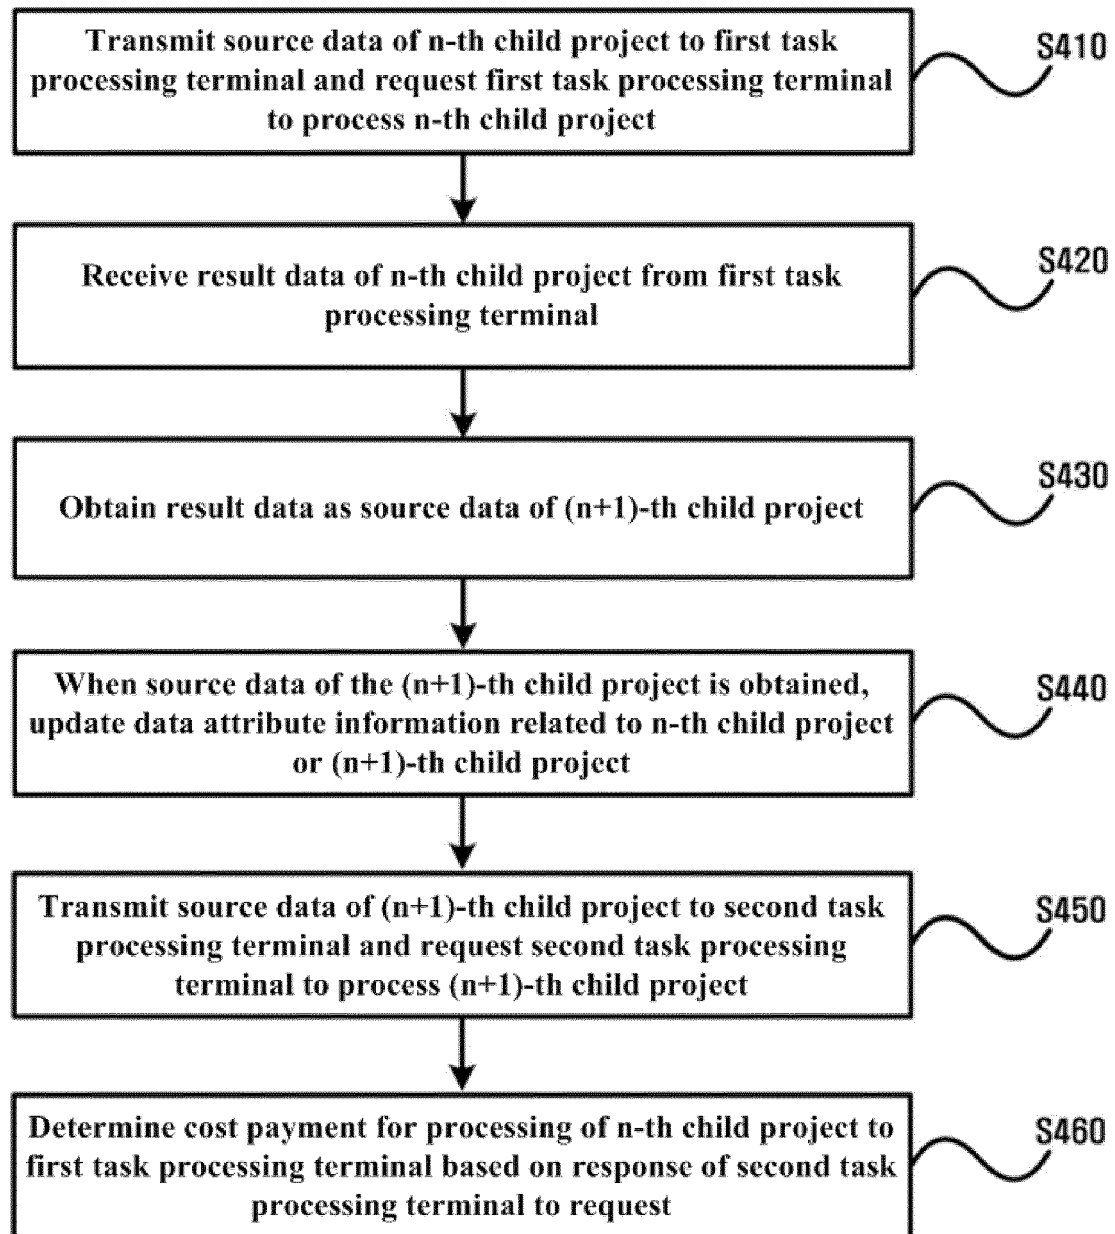 Transmit source data of n-th child project to first task
processing terminal and request first task processing terminal
to process n-th child project
S410
Receive result data of n-th child project from first task
processing terminal
S420
Obtain result data as source data of (n+1)-th child project
S430
When source data of the (n+1)-th child project is obtained,
update data attribute information related to n-th child project
or (n+1)-th child project
S440
Transmit source data of (n+1)-th child project to second task
processing terminal and request second task processing
terminal to process (n+1)-th child project
S450
Determine cost payment for processing of n-th child project to
first task processing terminal based on response of second task
processing terminal to request
S460